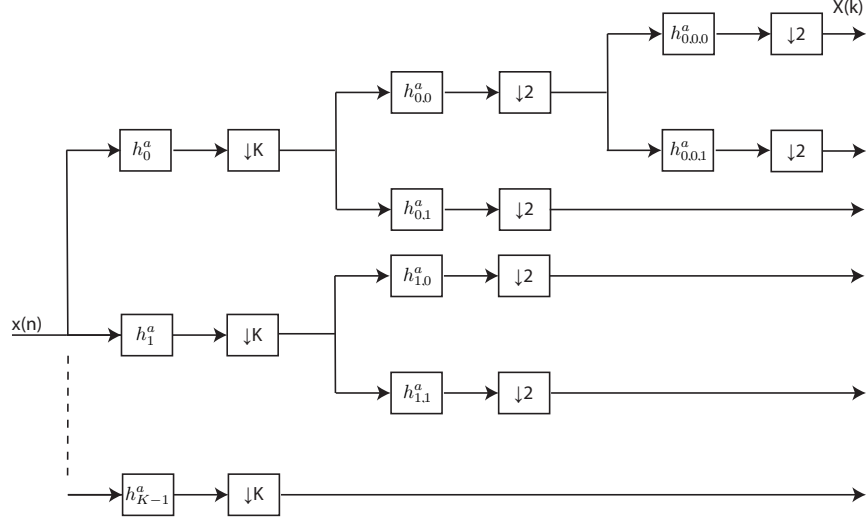 X(k)
h^a_{0.0.0} ↓2
h^a_{0.0} ↓2
h^a_0 ↓K
h^a_{0.0.1} ↓2
h^a_{0.1} ↓2
h^a_{1.0} ↓2
x(n)
h^a_1 ↓K
h^a_{1.1} ↓2
h^a_{K-1} ↓K